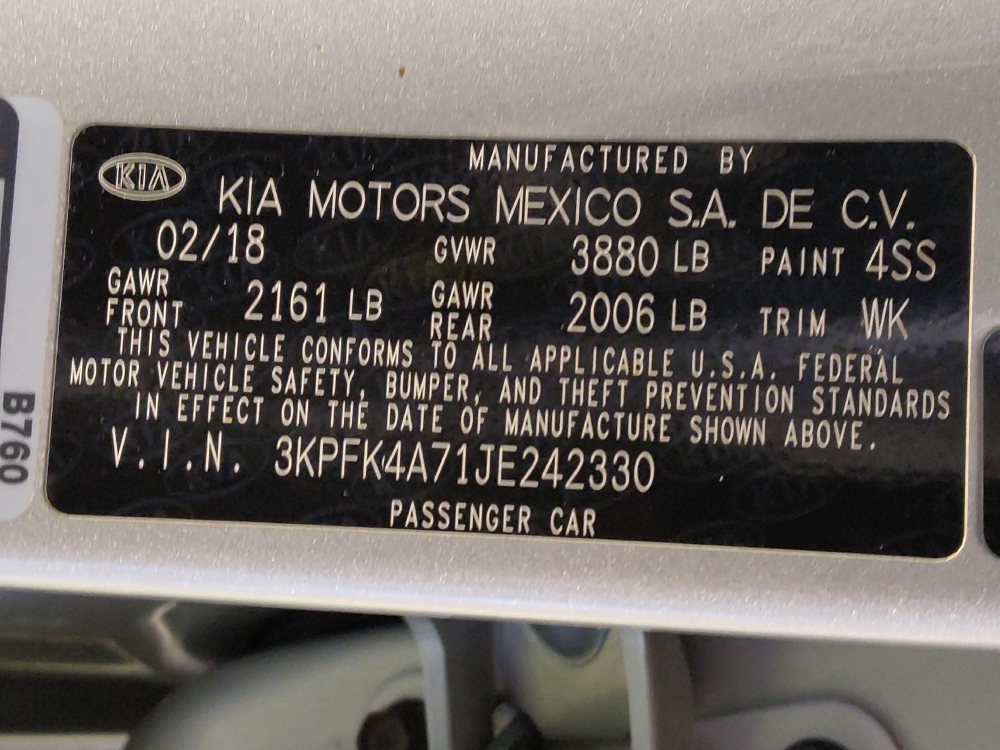 MANUFACTURED BY
KIA KIA MOTORS MEXICO S.A. DE C.V.
02/18 GVWR 3880 LB PAINT 4SS
GAWR FRONT 2161 LB GAWR REAR 2006 LB TRIM WK
THIS VEHICLE CONFORMS TO ALL APPLICABLE U.S.A. FEDERAL
MOTOR VEHICLE SAFETY, BUMPER, AND THEFT PREVENTION STANDARDS
IN EFFECT ON THE DATE OF MANUFACTURE SHOWN ABOVE.
V.I.N. 3KPFK4A71JE242330
PASSENGER CAR
B760